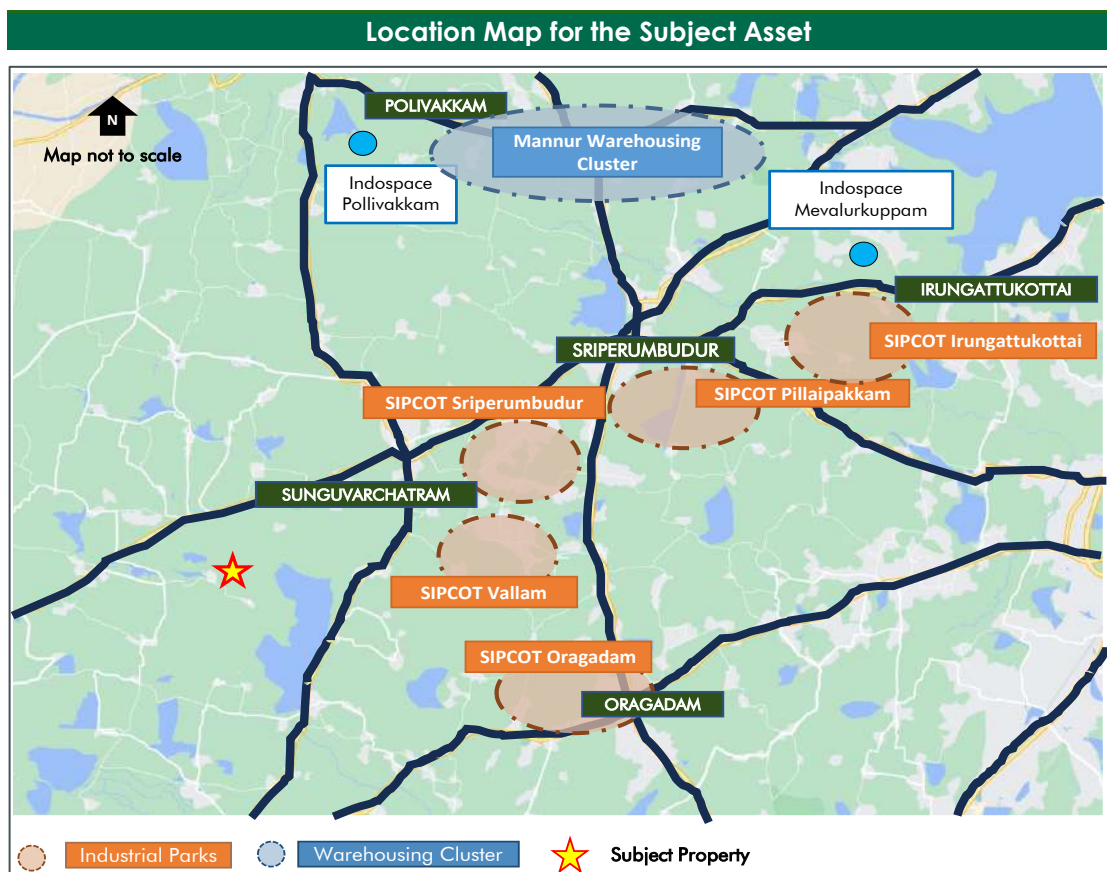 Location Map for the Subject Asset
N
Map not to scale
POLIVAKKAM
Mannur Warehousing
Cluster
Indospace
Pollivakkam
Indospace
Mevalurkuppam
IRUNGATTUKOTTAI
SIPCOT Irungattukottai
SRIPERUMBUDUR
SIPCOT Pillaipakkam
SIPCOT Sriperumbudur
SUNGUVARCHATRAM
SIPCOT Vallam
SIPCOT Oragadam
ORAGADAM
Industrial Parks
Warehousing Cluster
Subject Property